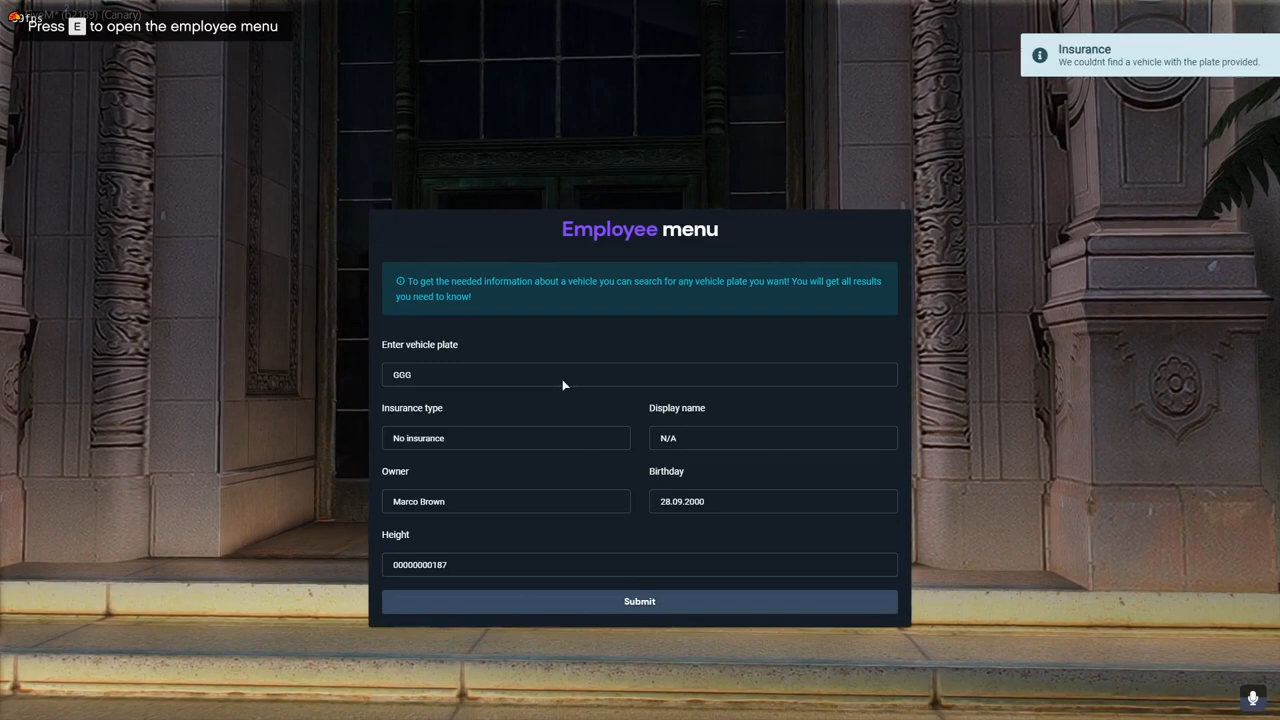 FiveM* (b2189) (Canary)
Press E to open the employee menu
Insurance
We couldnt find a vehicle with the plate provided.
Employee menu
To get the needed information about a vehicle you can search for any vehicle plate you want! You will get all results
you need to know!
Enter vehicle plate
GGG
Insurance type
Display name
No insurance
N/A
Owner
Birthday
Marco Brown
28.09.2000
Height
00000000187
Submit